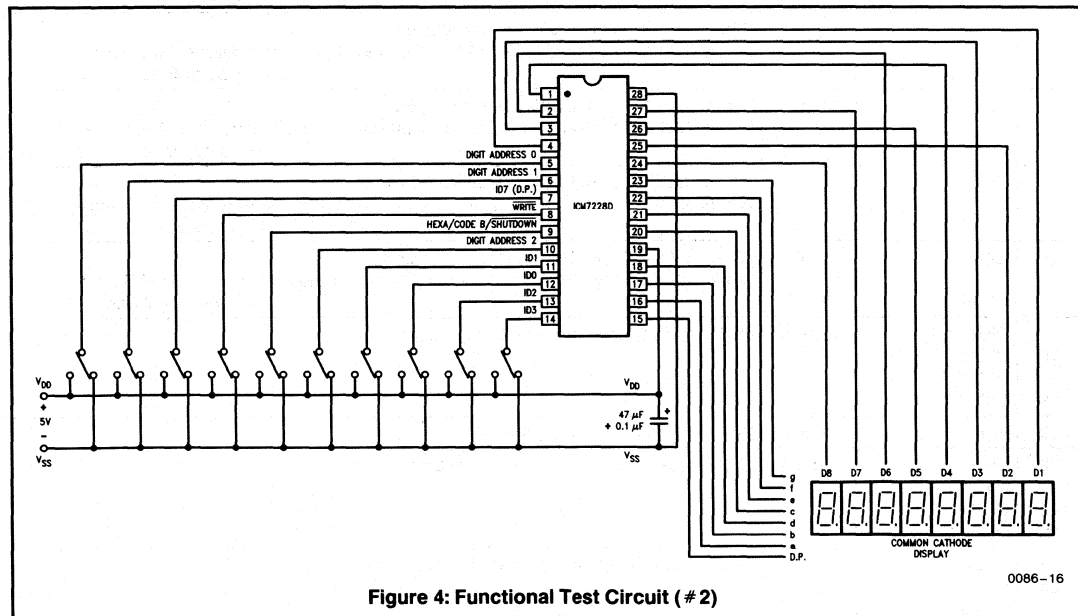 1
2
3
4
5
6
7
8
9
10
11
12
13
14
28
27
26
25
24
23
22
21
20
19
18
17
16
15
ICM7228D
DIGIT ADDRESS 0
DIGIT ADDRESS 1
ID7 (D.P.)
WRITE
HEXA/CODE B/SHUTDOWN
DIGIT ADDRESS 2
ID1
ID0
ID2
ID3
VDD
+
5V
-
VSS
VDD
47 µF +
+ 0.1 µF
VSS
g
f
e
c
d
b
a
D.P.
D8 D7 D6 D5 D4 D3 D2 D1
COMMON CATHODE
DISPLAY
0086-16
Figure 4: Functional Test Circuit (#2)